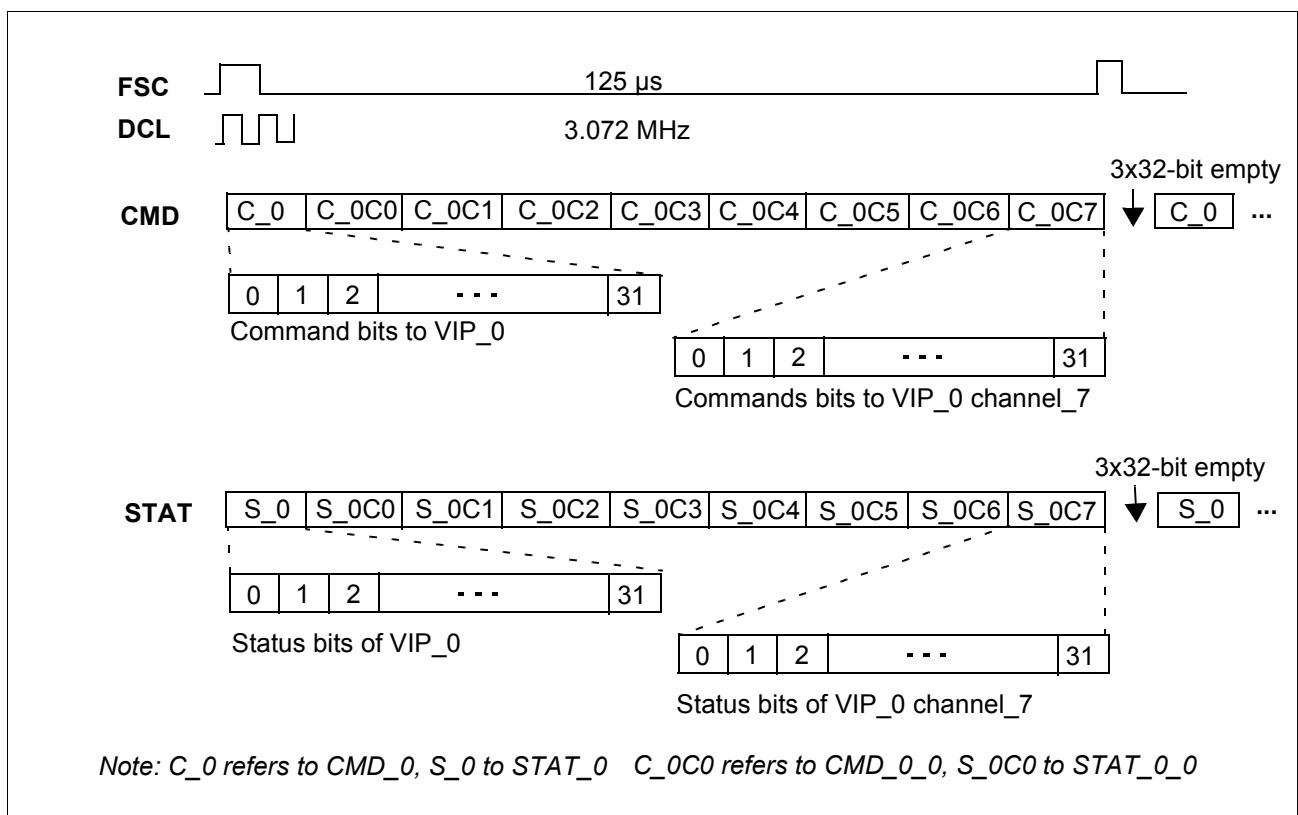 FSC 125 µs
DCL 3.072 MHz
3x32-bit empty
CMD C_0 C_0C0 C_0C1 C_0C2 C_0C3 C_0C4 C_0C5 C_0C6 C_0C7 C_0 ...
0 1 2 - - - 31
Command bits to VIP_0
0 1 2 - - - 31
Commands bits to VIP_0 channel_7
3x32-bit empty
STAT S_0 S_0C0 S_0C1 S_0C2 S_0C3 S_0C4 S_0C5 S_0C6 S_0C7 S_0 ...
0 1 2 - - - 31
Status bits of VIP_0
0 1 2 - - - 31
Status bits of VIP_0 channel_7
Note: C_0 refers to CMD_0, S_0 to STAT_0 C_0C0 refers to CMD_0_0, S_0C0 to STAT_0_0